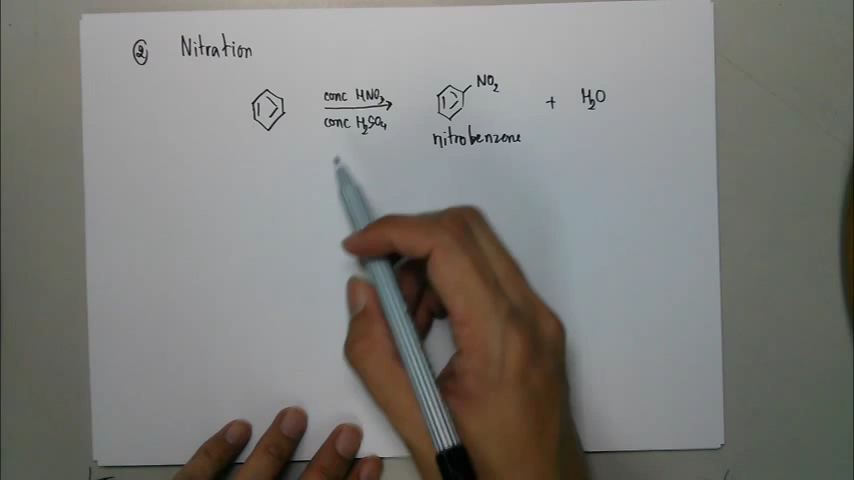 ② Nitration
conc HNO₃
conc H₂SO₄
NO₂
+ H₂O
nitrobenzene